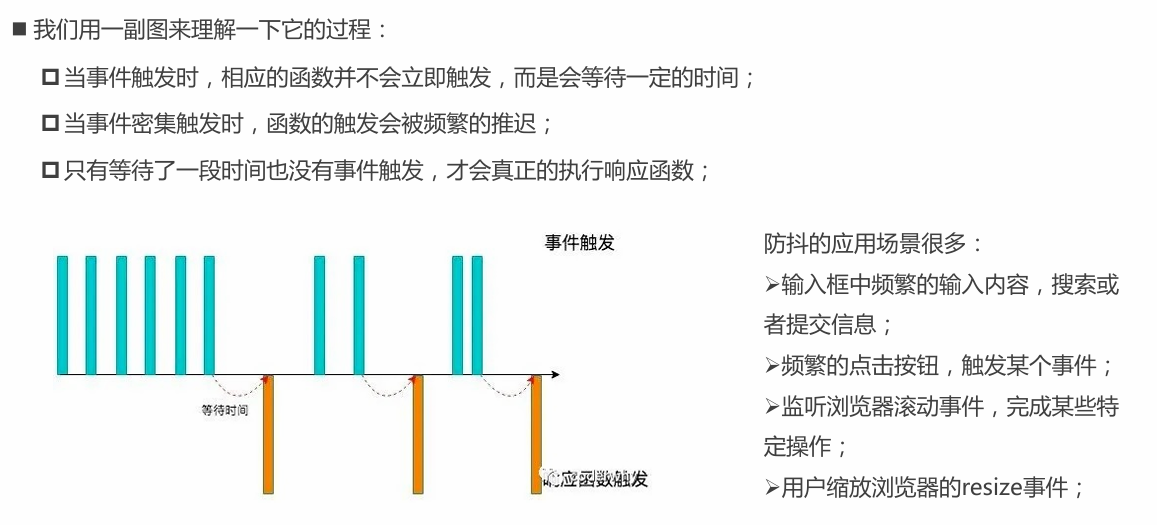 我们用一副图来理解一下它的过程：
当事件触发时，相应的函数并不会立即触发，而是会等待一定的时间；
当事件密集触发时，函数的触发会被频繁的推迟；
只有等待了一段时间也没有事件触发，才会真正的执行响应函数；
事件触发
等待时间
响应函数触发
防抖的应用场景很多：
输入框中频繁的输入内容，搜索或
者提交信息；
频繁的点击按钮，触发某个事件；
监听浏览器滚动事件，完成某些特
定操作；
用户缩放浏览器的resize事件；